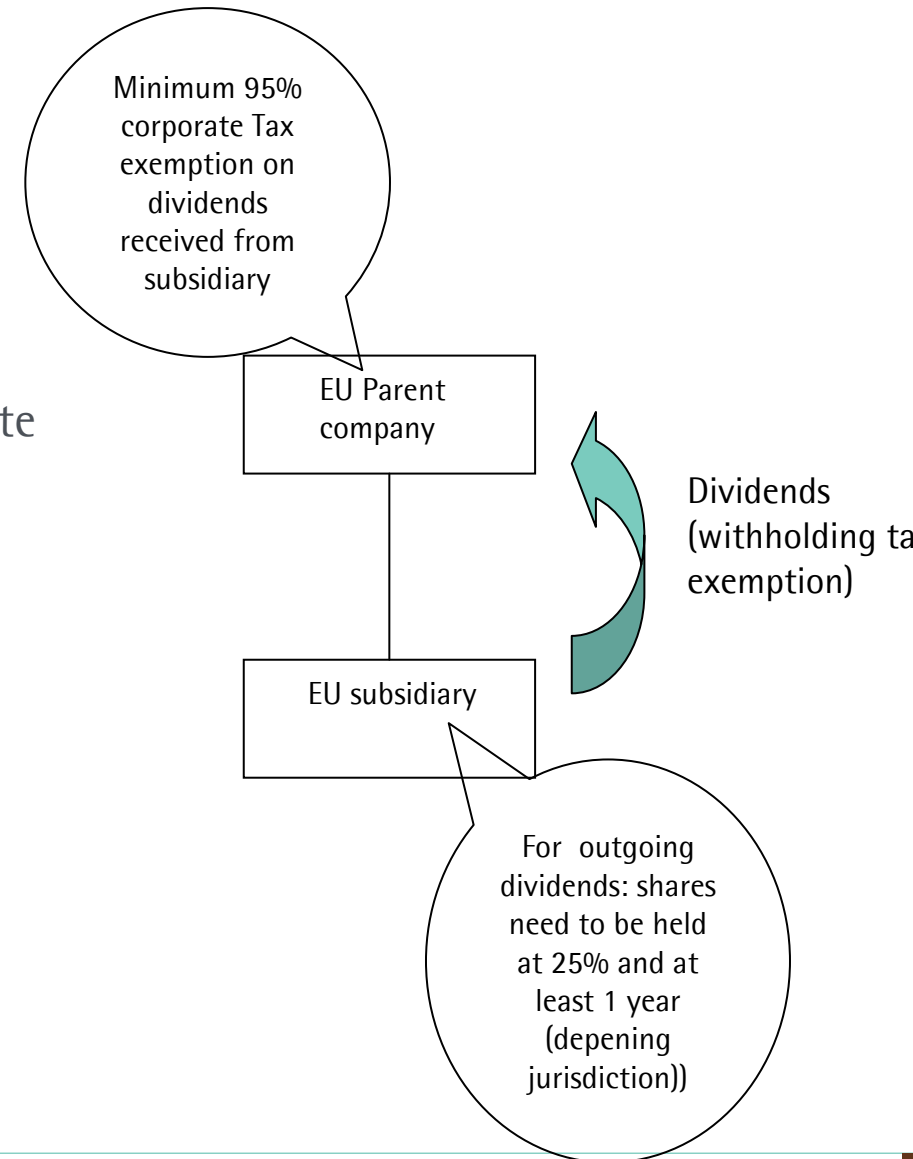 Minimum 95%
corporate Tax
exemption on
dividends
received from
subsidiary
te
EU Parent
company
Dividends
(withholding ta
exemption)
EU subsidiary
For outgoing
dividends: shares
need to be held
at 25% and at
least 1 year
(depening
jurisdiction))